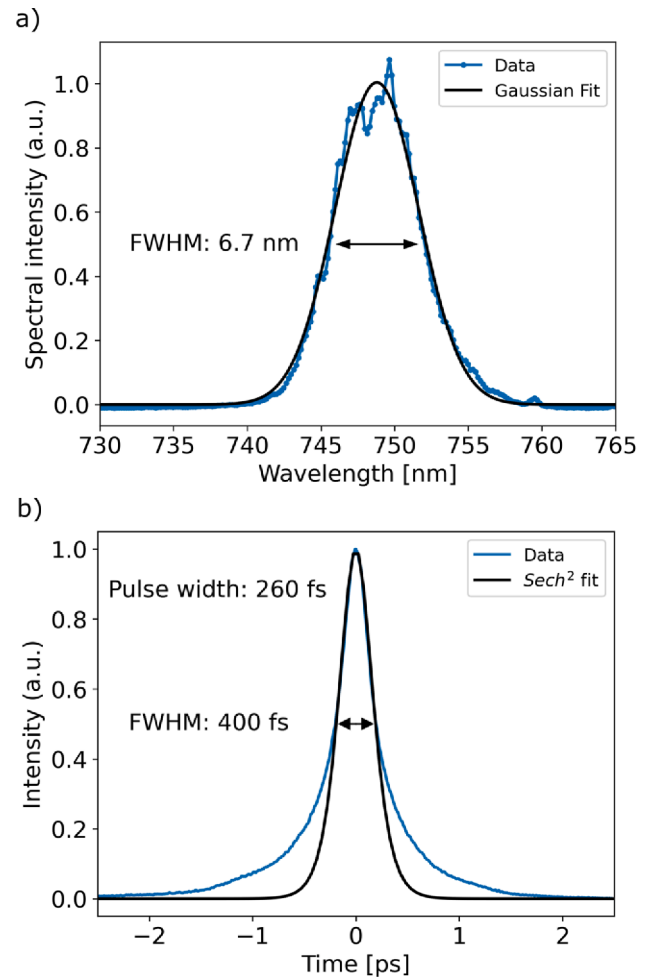 a)
Data
Gaussian Fit
FWHM: 6.7 nm
Spectral intensity (a.u.)
1.0
0.8
0.6
0.4
0.2
0.0
730 735 740 745 750 755 760 765
Wavelength [nm]
b)
Data
Sech² fit
Pulse width: 260 fs
FWHM: 400 fs
Intensity (a.u.)
1.0
0.8
0.6
0.4
0.2
0.0
−2 −1 0 1 2
Time [ps]